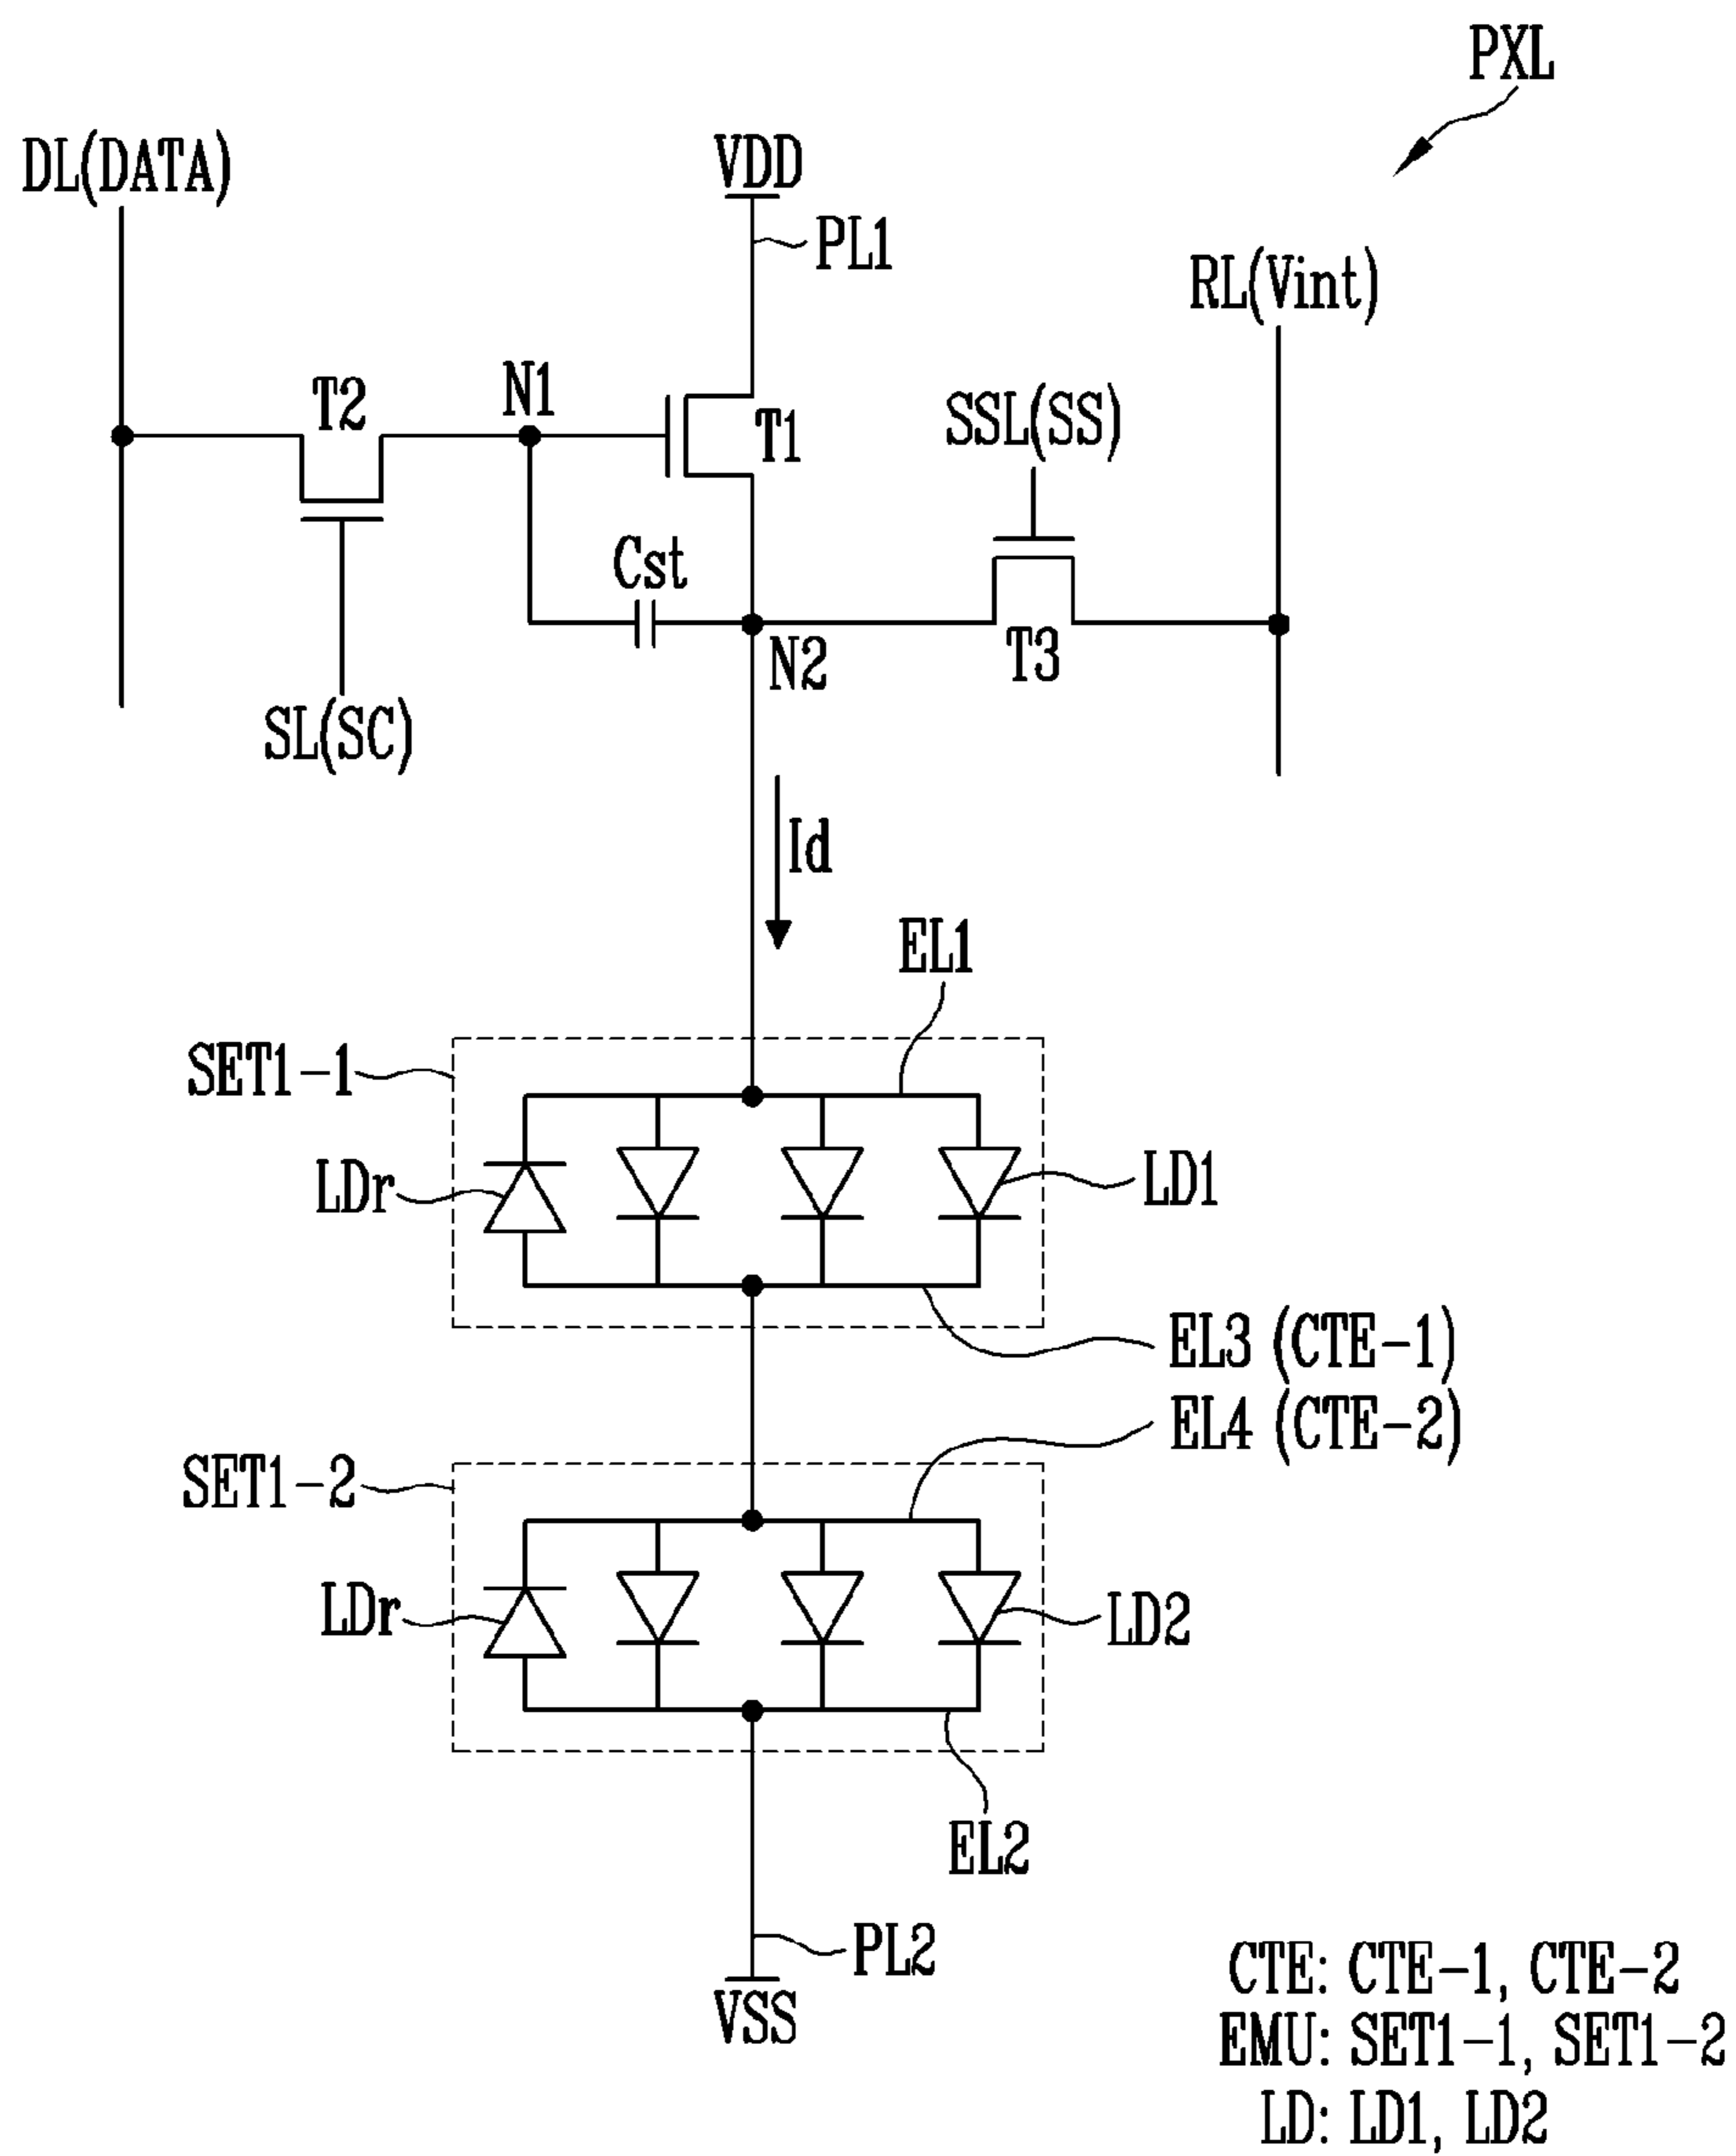 PXL
DL(DATA)
VDD
PL1
RL(Vint)
T2
N1
T1
SSL(SS)
Cst
N2
T3
SL(SC)
Id
EL1
SET1-1
LDr
LD1
EL3 (CTE-1)
EL4 (CTE-2)
SET1-2
LDr
LD2
EL2
PL2
VSS
CTE: CTE-1, CTE-2
EMU: SET1-1, SET1-2
LD: LD1, LD2